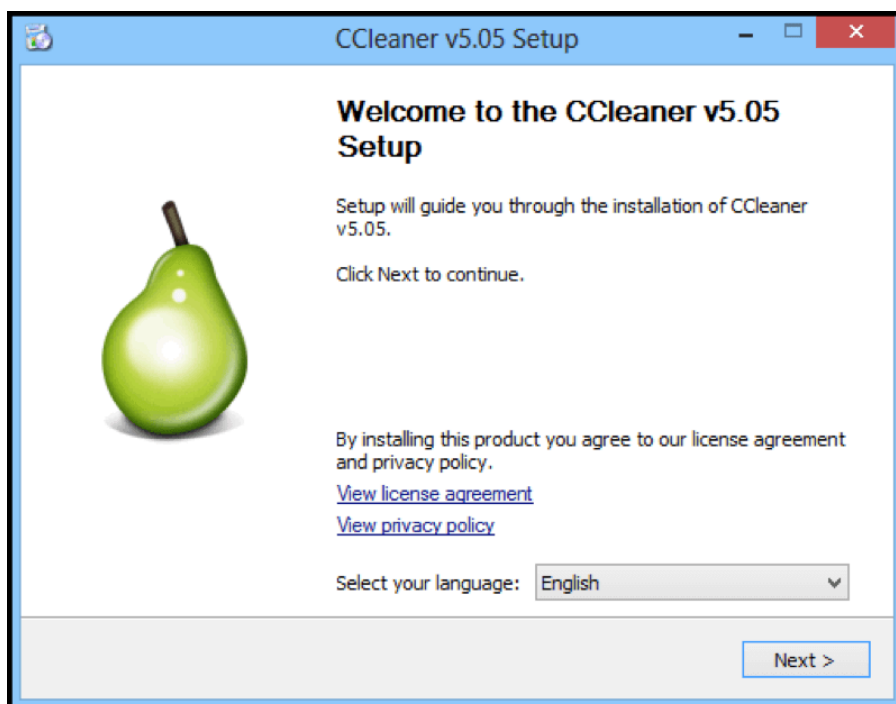 CCleaner v5.05 Setup
Welcome to the CCleaner v5.05
Setup
Setup will guide you through the installation of CCleaner
v5.05.
Click Next to continue.
By installing this product you agree to our license agreement
and privacy policy.
View license agreement
View privacy policy
Select your language: English
Next >